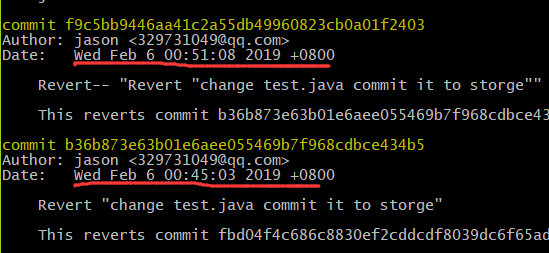 commit f9c5bb9446aa41c2a55db49960823cb0a01f2403
Author: jason <329731049@qq.com>
Date:   Wed Feb 6 00:51:08 2019 +0800
Revert-- "Revert "change test.java commit it to storge""
This reverts commit b36b873e63b01e6aee055469b7f968cdbce43
commit b36b873e63b01e6aee055469b7f968cdbce434b5
Author: jason <329731049@qq.com>
Date:   Wed Feb 6 00:45:03 2019 +0800
Revert "change test.java commit it to storge"
This reverts commit fbd04f4c686c8830ef2cddcdf8039dc6f65ad